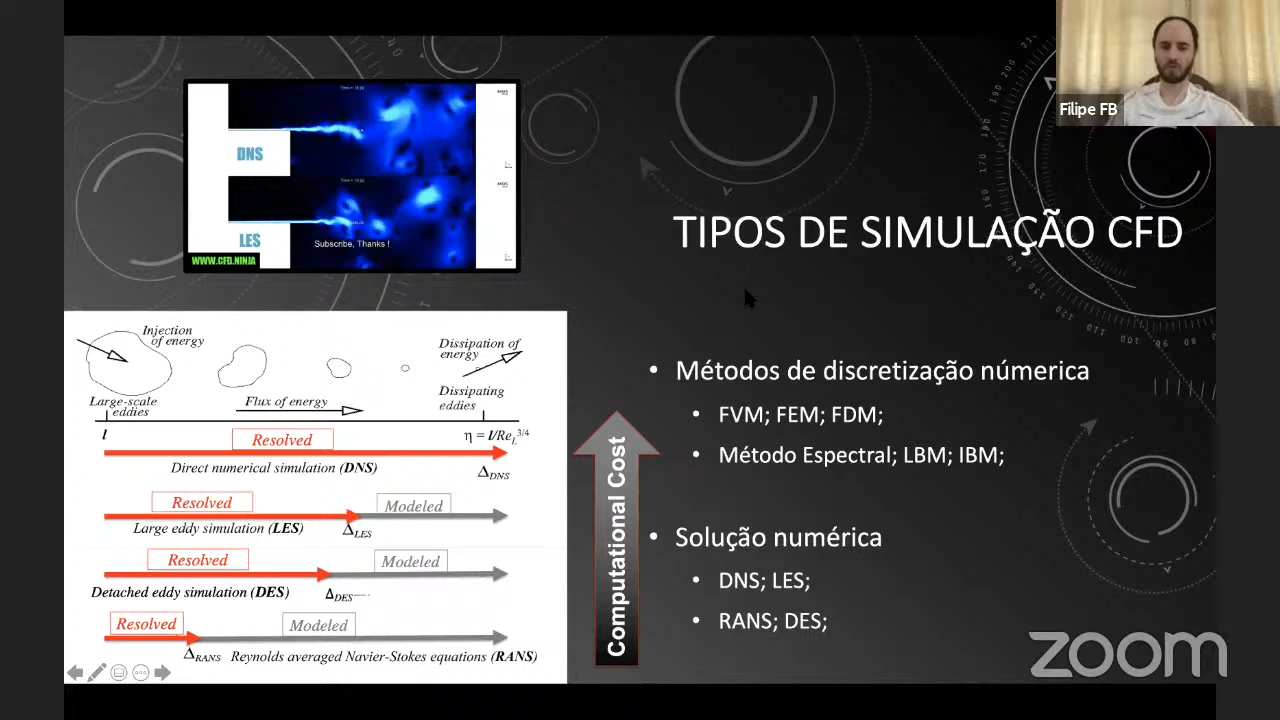 Filipe FB
DNS
LES
Subscribe, Thanks !
WWW.CFD.NINJA
TIPOS DE SIMULAÇÃO CFD
Injection
of energy
Dissipation of
energy
Large-scale
eddies
Flux of energy
Dissipating
eddies
l
η = l/Re_L^3/4
Resolved
Direct numerical simulation (DNS)
Δ_DNS
Resolved
Modeled
Large eddy simulation (LES)
Δ_LES
Resolved
Modeled
Detached eddy simulation (DES)
Δ_DES
Resolved
Modeled
Δ_RANS
Reynolds averaged Navier-Stokes equations (RANS)
Computational Cost
• Métodos de discretização númerica
• FVM; FEM; FDM;
• Método Espectral; LBM; IBM;
• Solução numérica
• DNS; LES;
• RANS; DES;
zoom